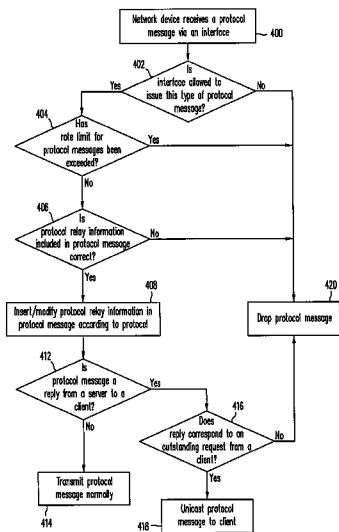 Network device receives a protocol
message via an interface
400
402
Is
interface allowed to
issue this type of protocol
message?
Yes
No
404
Has
rate limit for
protocol messages been
exceeded?
Yes
No
406
Is
protocol relay information
included in protocol message
correct?
No
Yes
408
Insert/modify protocol relay information in
protocol message according to protocol
420
Drop protocol message
412
Is
protocol message a
reply from a server to a
client?
Yes
No
416
Does
reply correspond to an
outstanding request from a
client?
No
Yes
Transmit protocol
message normally
414
Unicast protocol
message to client
418